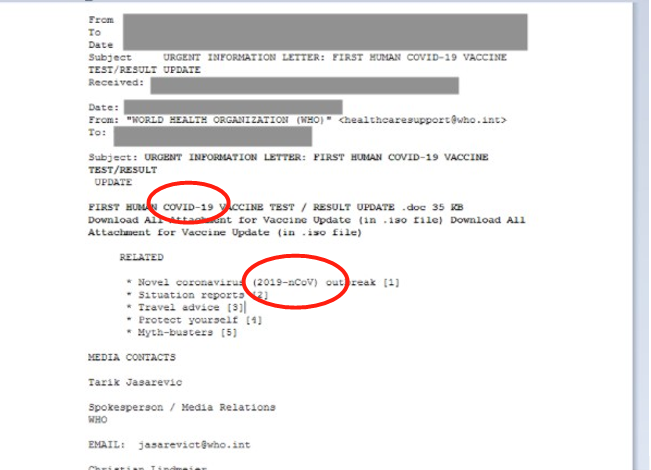 From
To
Date
Subject URGENT INFORMATION LETTER: FIRST HUMAN COVID-19 VACCINE
TEST/RESULT UPDATE
Received:
Date:
From: "WORLD HEALTH ORGANIZATION (WHO)" <healthcaresupport@who.int>
To:
Subject: URGENT INFORMATION LETTER: FIRST HUMAN COVID-19 VACCINE
TEST/RESULT
UPDATE
FIRST HUMAN COVID-19 VACCINE TEST / RESULT UPDATE .doc 35 KB
Download All Attachment for Vaccine Update (in .iso file) Download All
Attachment for Vaccine Update (in .iso file)
RELATED
* Novel coronavirus (2019-nCoV) outbreak [1]
* Situation reports [2]
* Travel advice [3]
* Protect yourself [4]
* Myth-busters [5]
MEDIA CONTACTS
Tarik Jasarevic
Spokesperson / Media Relations
WHO
EMAIL: jasarevict@who.int
Christian Lindmeier